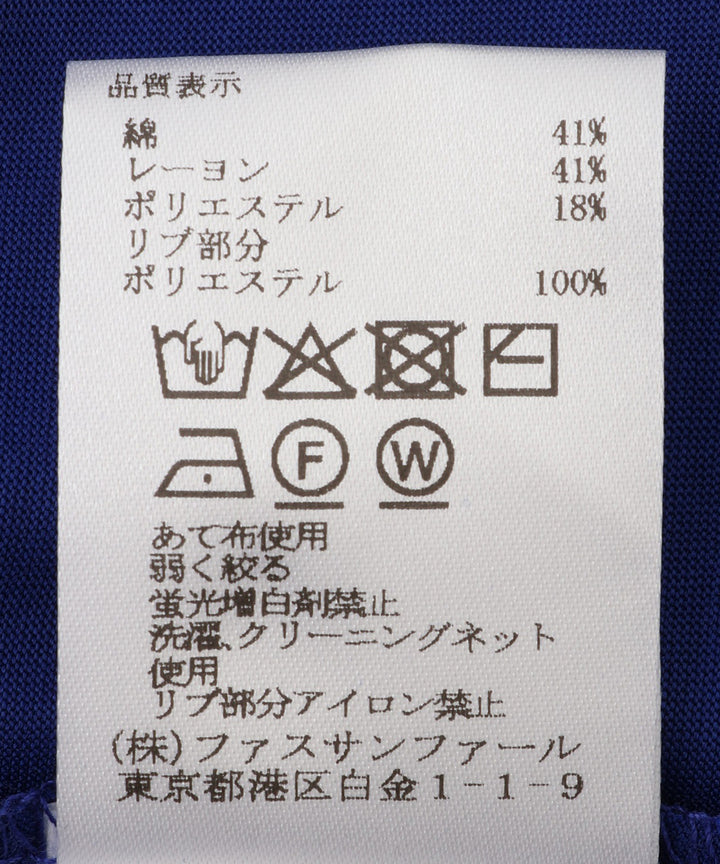 品質表示
綿 41%
レーヨン 41%
ポリエステル 18%
リブ部分
ポリエステル 100%
F W
あて布使用
弱く絞る
蛍光増白剤禁止
洗濯、クリーニングネット
使用
リブ部分アイロン禁止
(株)ファスサンファール
東京都港区白金1-1-9